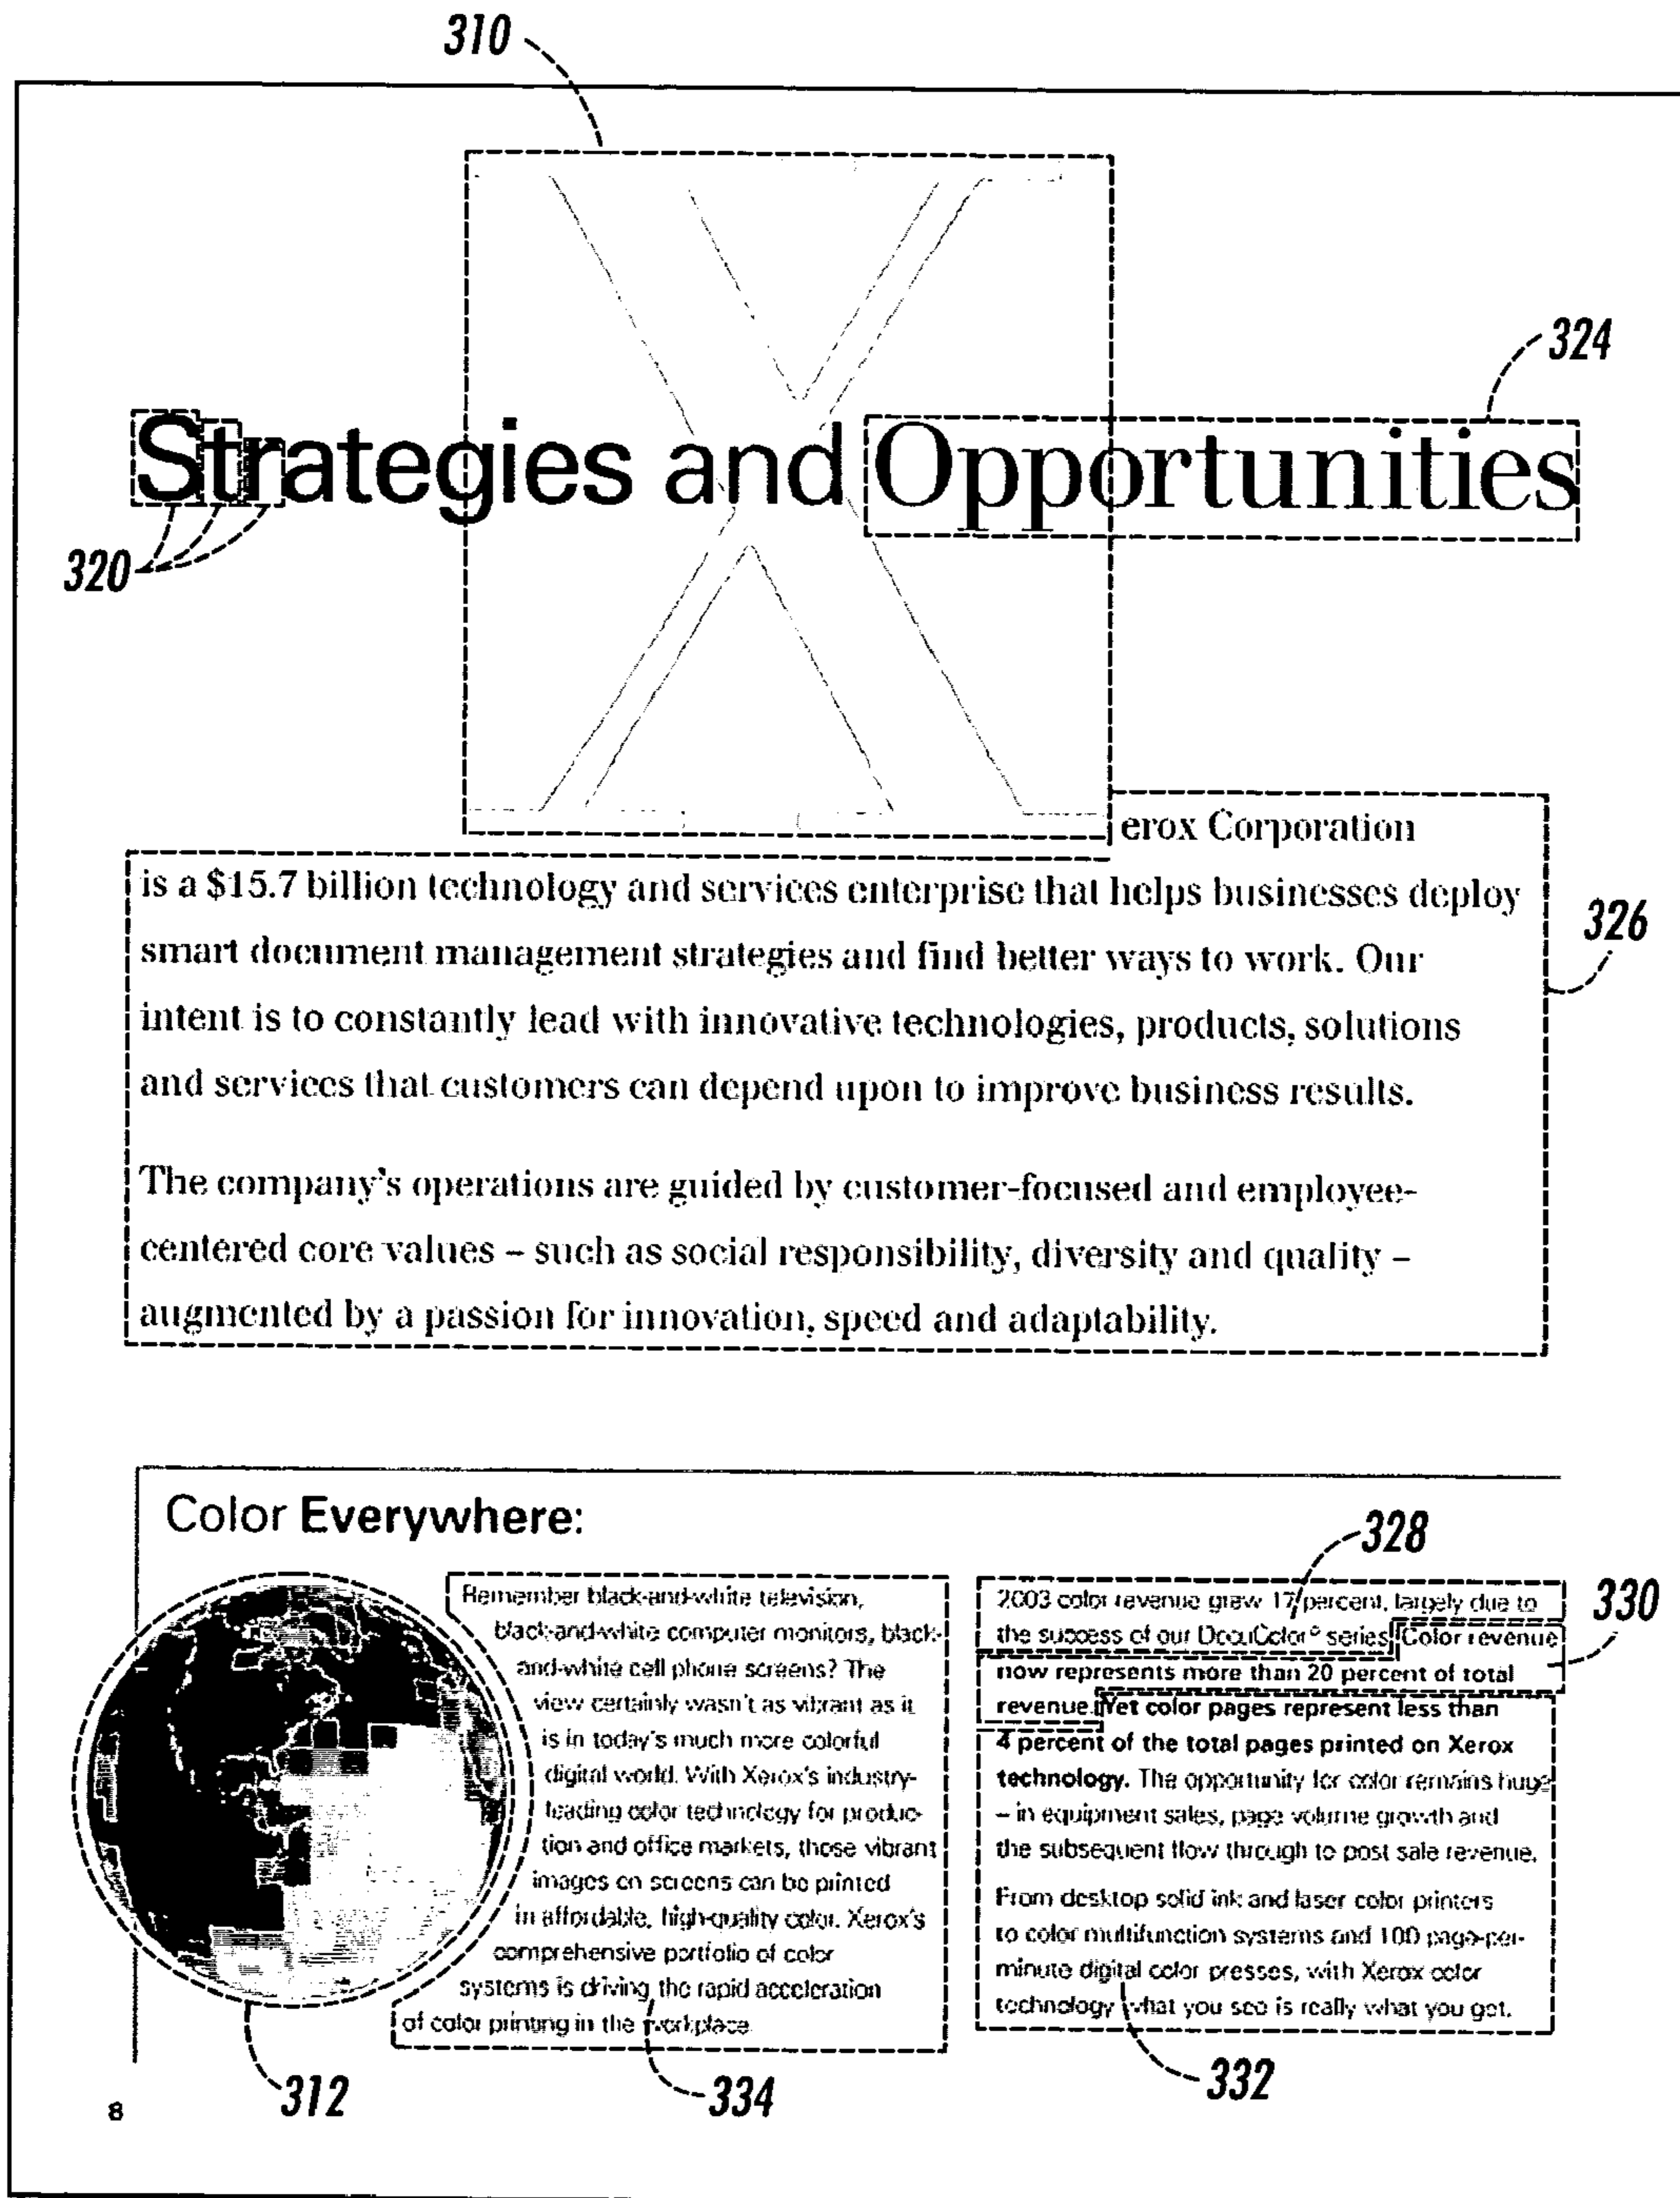 310
324
Strategies and Opportunities
320
X
erox Corporation
is a $15.7 billion technology and services enterprise that helps businesses deploy
smart document management strategies and find better ways to work. Our
326
intent is to constantly lead with innovative technologies, products, solutions
and services that customers can depend upon to improve business results.
The company's operations are guided by customer-focused and employee-
centered core values – such as social responsibility, diversity and quality –
augmented by a passion for innovation, speed and adaptability.
Color Everywhere:
Remember black-and-white television,
black-and-white computer monitors, black-
and-white cell phone screens? The
view certainly wasn't as vibrant as it
is in today's much more colorful
digital world. With Xerox's industry-
leading color technology for produc-
tion and office markets, those vibrant
images on screens can be printed
in affordable, high-quality color. Xerox's
comprehensive portfolio of color
systems is driving the rapid acceleration
of color printing in the workplace.
328
330
2003 color revenue grew 17 percent, largely due to
the success of our DocuColor® series. Color revenue
now represents more than 20 percent of total
revenue. Yet color pages represent less than
4 percent of the total pages printed on Xerox
technology. The opportunity for color remains huge
– in equipment sales, page volume growth and
the subsequent flow through to post sale revenue.
From desktop solid ink and laser color printers
to color multifunction systems and 100 page-per-
minute digital color presses, with Xerox color
technology what you see is really what you get.
312
334
332
8